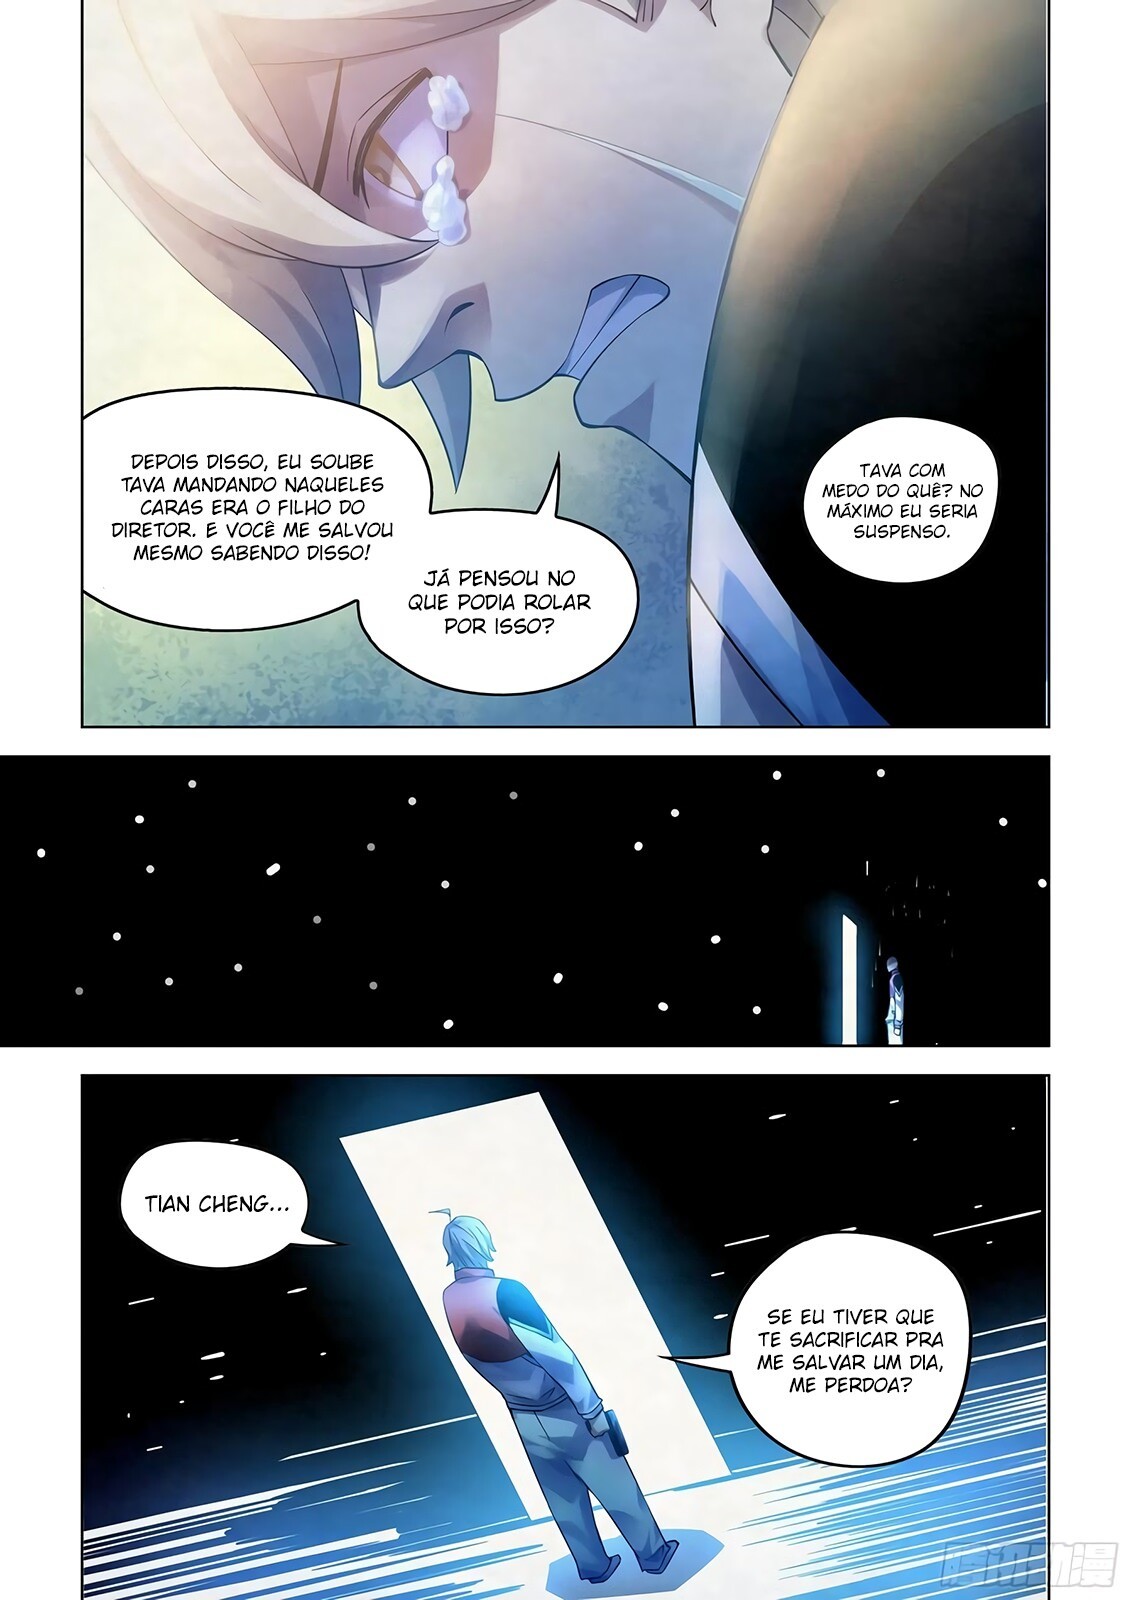 DEPOIS DISSO, EU SOUBE
TAVA MANDANDO NAQUELES
CARAS ERA O FILHO DO
DIRETOR. E VOCÊ ME SALVOU
MESMO SABENDO DISSO!
JÁ PENSOU NO
QUE PODIA ROLAR
POR ISSO?
TAVA COM
MEDO DO QUÊ? NO
MÁXIMO EU SERIA
SUSPENSO.
TIAN CHENG...
SE EU TIVER QUE
TE SACRIFICAR PRA
ME SALVAR UM DIA,
ME PERDOA?